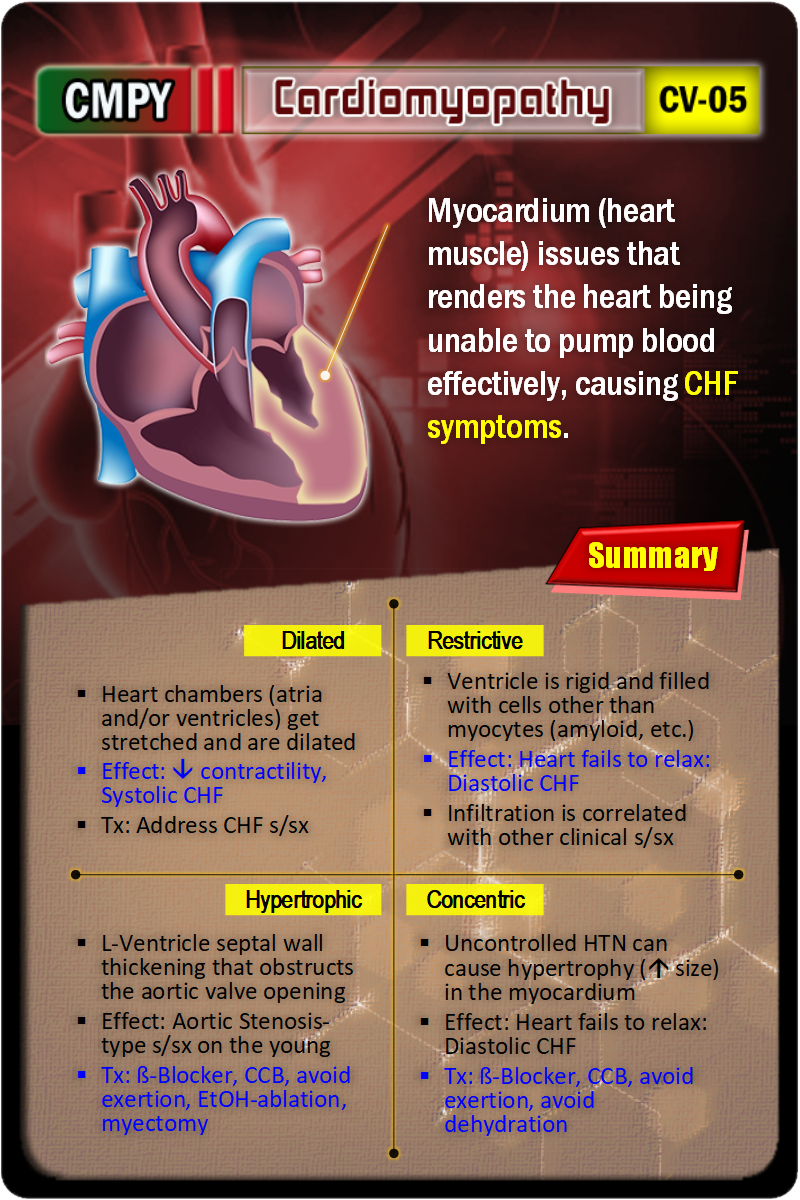 CMPY
Cardiomyopathy
CV-05
Myocardium (heart
muscle) issues that
renders the heart being
unable to pump blood
effectively, causing CHF
symptoms.
Summary
Dilated
▪ Heart chambers (atria
and/or ventricles) get
stretched and are dilated
▪ Effect: ↓ contractility,
Systolic CHF
▪ Tx: Address CHF s/sx
Restrictive
▪ Ventricle is rigid and filled
with cells other than
myocytes (amyloid, etc.)
▪ Effect: Heart fails to relax:
Diastolic CHF
▪ Infiltration is correlated
with other clinical s/sx
Hypertrophic
▪ L-Ventricle septal wall
thickening that obstructs
the aortic valve opening
▪ Effect: Aortic Stenosis-
type s/sx on the young
▪ Tx: ß-Blocker, CCB, avoid
exertion, EtOH-ablation,
myectomy
Concentric
▪ Uncontrolled HTN can
cause hypertrophy (↑ size)
in the myocardium
▪ Effect: Heart fails to relax:
Diastolic CHF
▪ Tx: ß-Blocker, CCB, avoid
exertion, avoid
dehydration